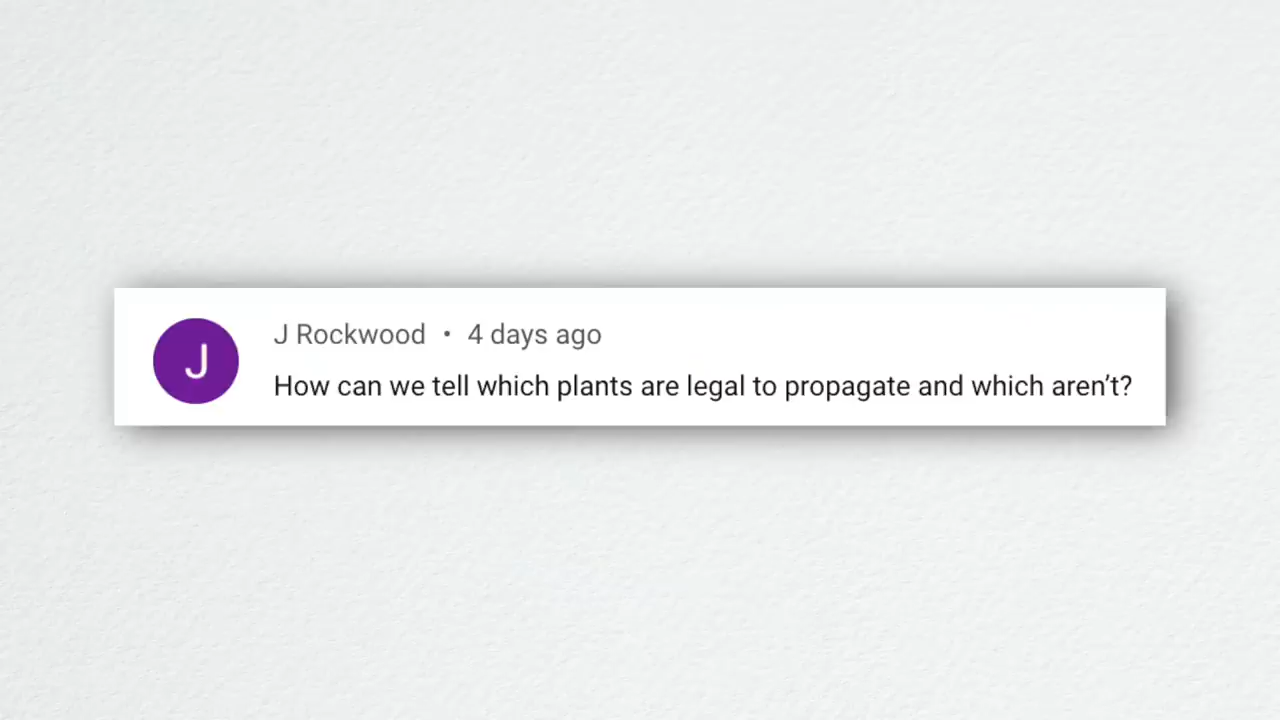 J
J Rockwood • 4 days ago
How can we tell which plants are legal to propagate and which aren’t?